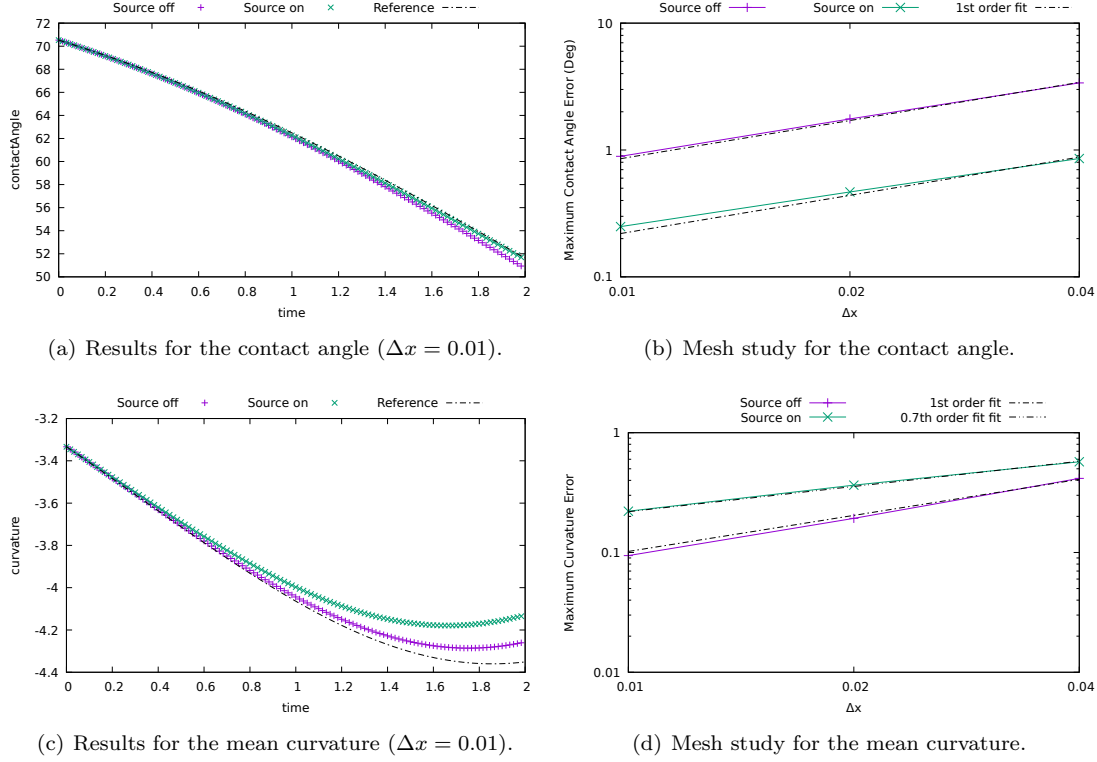 Source off Source on Reference
72
70
68
66
64
62
60
58
56
54
52
50
contactAngle
0 0.2 0.4 0.6 0.8 1 1.2 1.4 1.6 1.8 2
time
(a) Results for the contact angle (Δx = 0.01).
Source off Source on 1st order fit
10
1
0.1
Maximum Contact Angle Error (Deg)
0.01 0.02 0.04
Δx
(b) Mesh study for the contact angle.
Source off Source on Reference
-3.2
-3.4
-3.6
-3.8
-4
-4.2
-4.4
curvature
0 0.2 0.4 0.6 0.8 1 1.2 1.4 1.6 1.8 2
time
(c) Results for the mean curvature (Δx = 0.01).
Source off 1st order fit
Source on 0.7th order fit fit
1
0.1
0.01
Maximum Curvature Error
0.01 0.02 0.04
Δx
(d) Mesh study for the mean curvature.